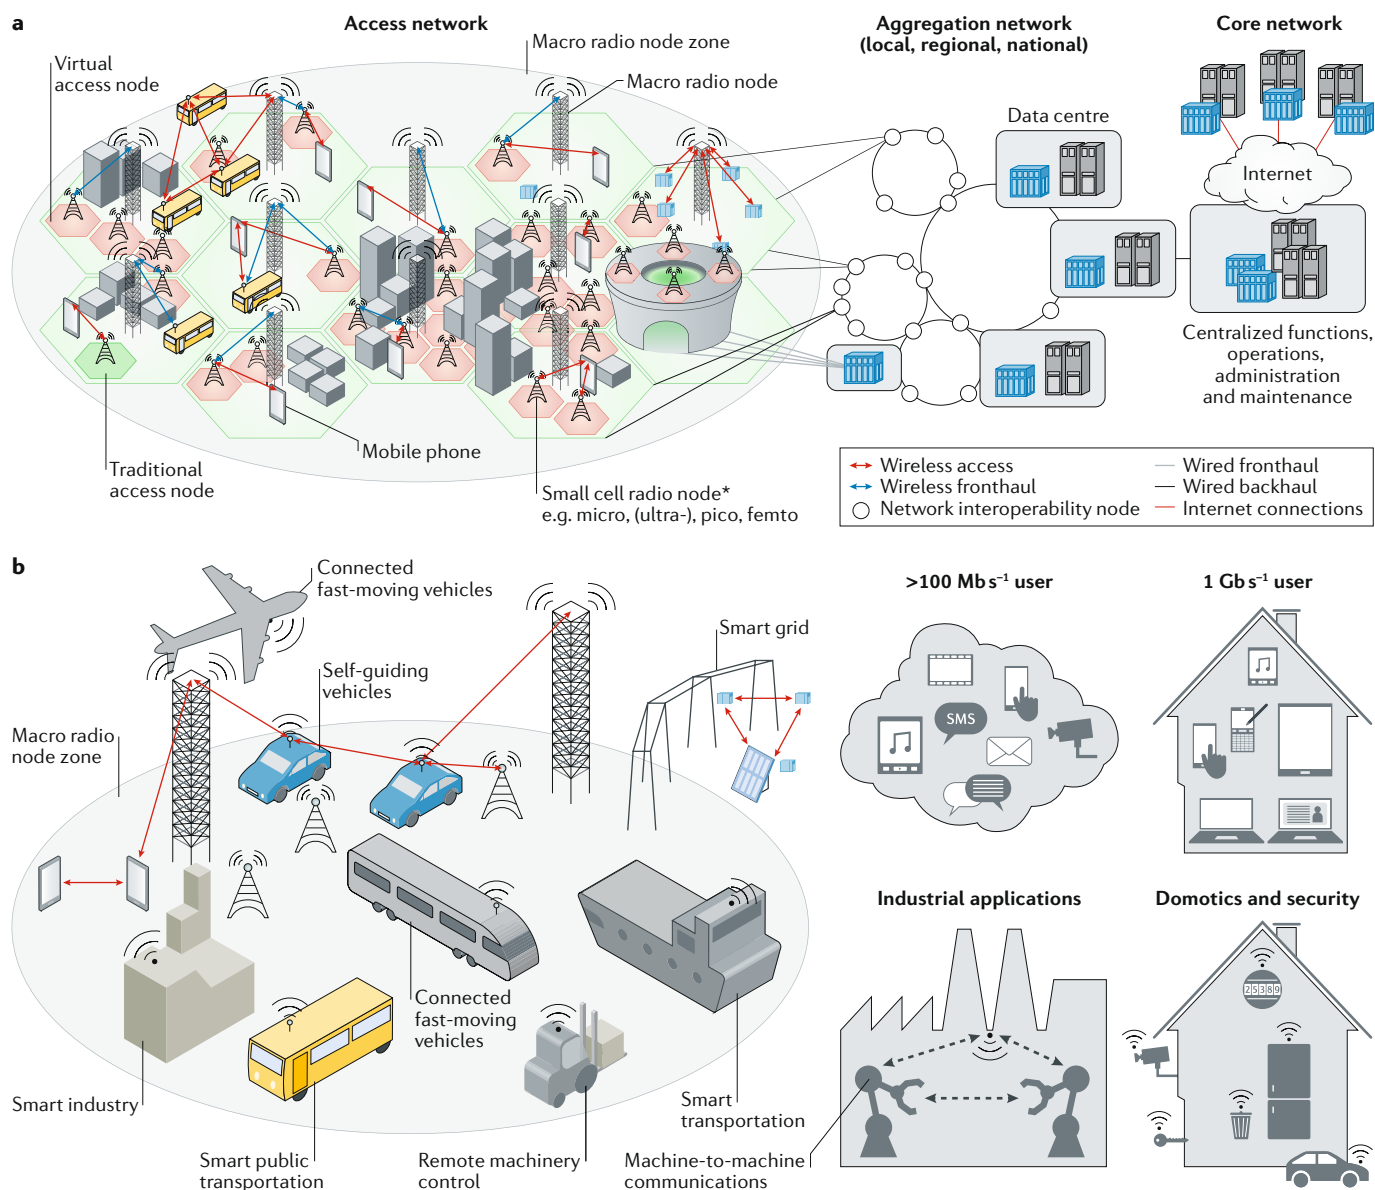 a
Access network
Aggregation network
(local, regional, national)
Core network
Virtual
access node
Macro radio node zone
Macro radio node
Data centre
Internet
Centralized functions,
operations,
administration
and maintenance
Mobile phone
Traditional
access node
Small cell radio node*
e.g. micro, (ultra-), pico, femto
Wireless access
Wireless fronthaul
Network interoperability node
Wired fronthaul
Wired backhaul
Internet connections
b
Connected
fast-moving vehicles
Self-guiding
vehicles
Smart grid
Macro radio
node zone
Connected
fast-moving
vehicles
Smart industry
Smart public
transportation
Remote machinery
control
Smart
transportation
Machine-to-machine
communications
>100 Mb s⁻¹ user
SMS
1 Gb s⁻¹ user
Industrial applications
Domotics and security
25389